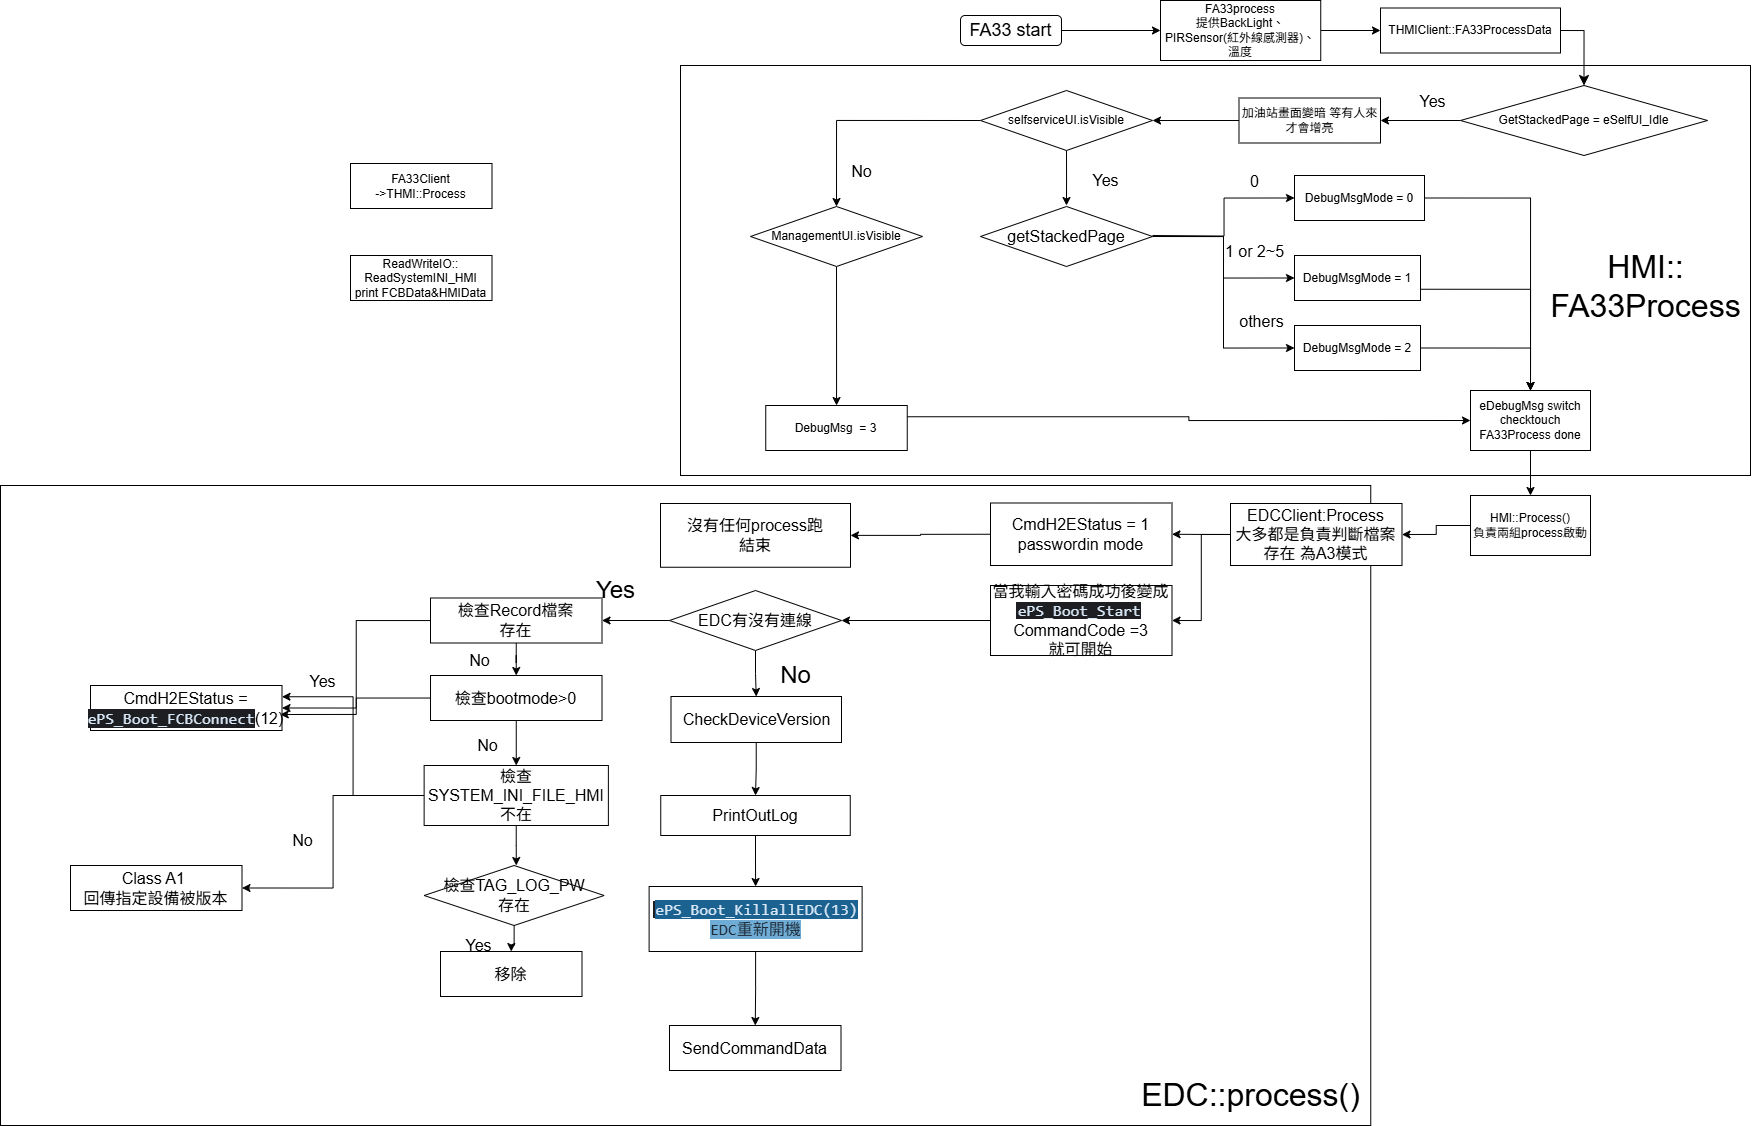 FA33 start
FA33process
提供BackLight、
PIRSensor(紅外線感測器)、
溫度
THMIClient::FA33ProcessData
GetStackedPage = eSelfUI_Idle
Yes
加油站畫面變暗 等有人來
才會增亮
selfserviceUI.isVisible
No
Yes
ManagementUI.isVisible
getStackedPage
0
DebugMsgMode = 0
1 or 2~5
DebugMsgMode = 1
others
DebugMsgMode = 2
HMI::
FA33Process
DebugMsg  = 3
eDebugMsg switch
checktouch
FA33Process done
FA33Client
->THMI::Process
ReadWriteIO::
ReadSystemINI_HMI
print FCBData&HMIData
HMI::Process()
負責兩組process啟動
EDCClient:Process
大多都是負責判斷檔案
存在 為A3模式
CmdH2EStatus = 1
passwordin mode
沒有任何process跑
結束
當我輸入密碼成功後變成
ePS_Boot_Start
CommandCode =3
就可開始
EDC有沒有連線
Yes
檢查Record檔案
存在
No
檢查bootmode>0
Yes
CmdH2EStatus =
ePS_Boot_FCBConnect(12)
No
檢查
SYSTEM_INI_FILE_HMI
不在
No
Class A1
回傳指定設備被版本
檢查TAG_LOG_PW
存在
Yes
移除
No
CheckDeviceVersion
PrintOutLog
ePS_Boot_KillallEDC(13)
EDC重新開機
SendCommandData
EDC::process()